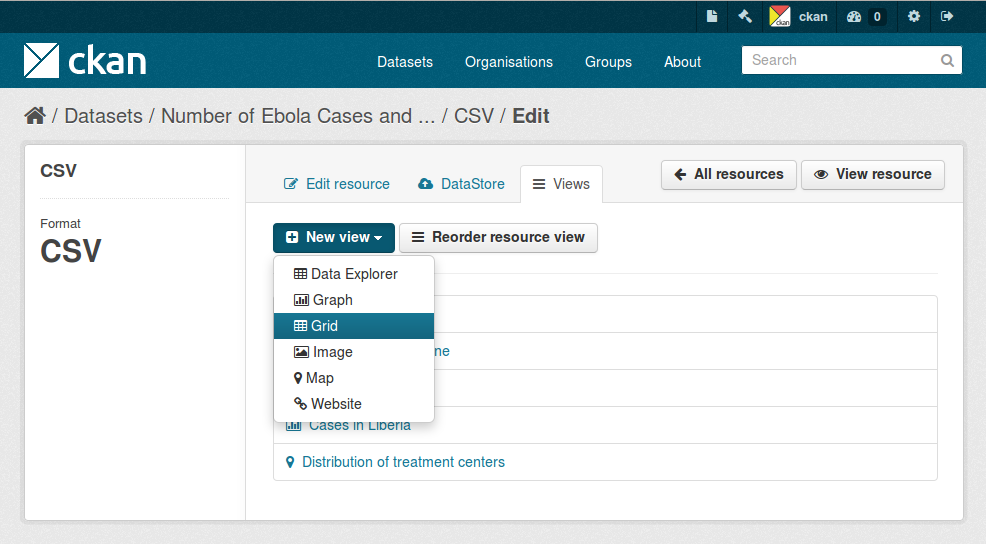 ckan 0
ckan Datasets Organisations Groups About Search
/ Datasets / Number of Ebola Cases and ... / CSV / Edit
CSV
Format
CSV
Edit resource DataStore Views All resources View resource
New view Reorder resource view
Data Explorer
Graph
Grid
Image
ne
Map
Website
Cases in Liberia
Distribution of treatment centers